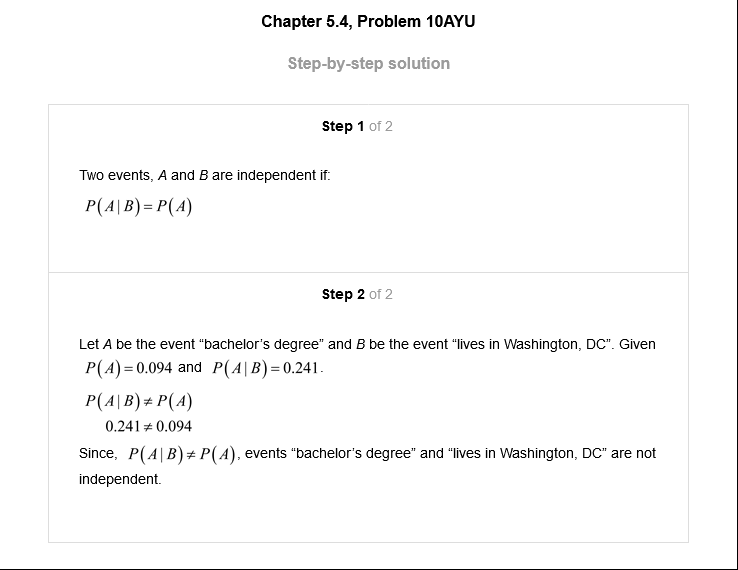 Chapter 5.4, Problem 10AYU
Step-by-step solution
Step 1 of 2
Two events, A and B are independent if:
P(A|B)=P(A)
Step 2 of 2
Let A be the event “bachelor’s degree” and B be the event “lives in Washington, DC”. Given
P(A)=0.094 and P(A|B)=0.241.
P(A|B)≠P(A)
0.241≠0.094
Since, P(A|B)≠P(A), events “bachelor’s degree” and “lives in Washington, DC” are not
independent.